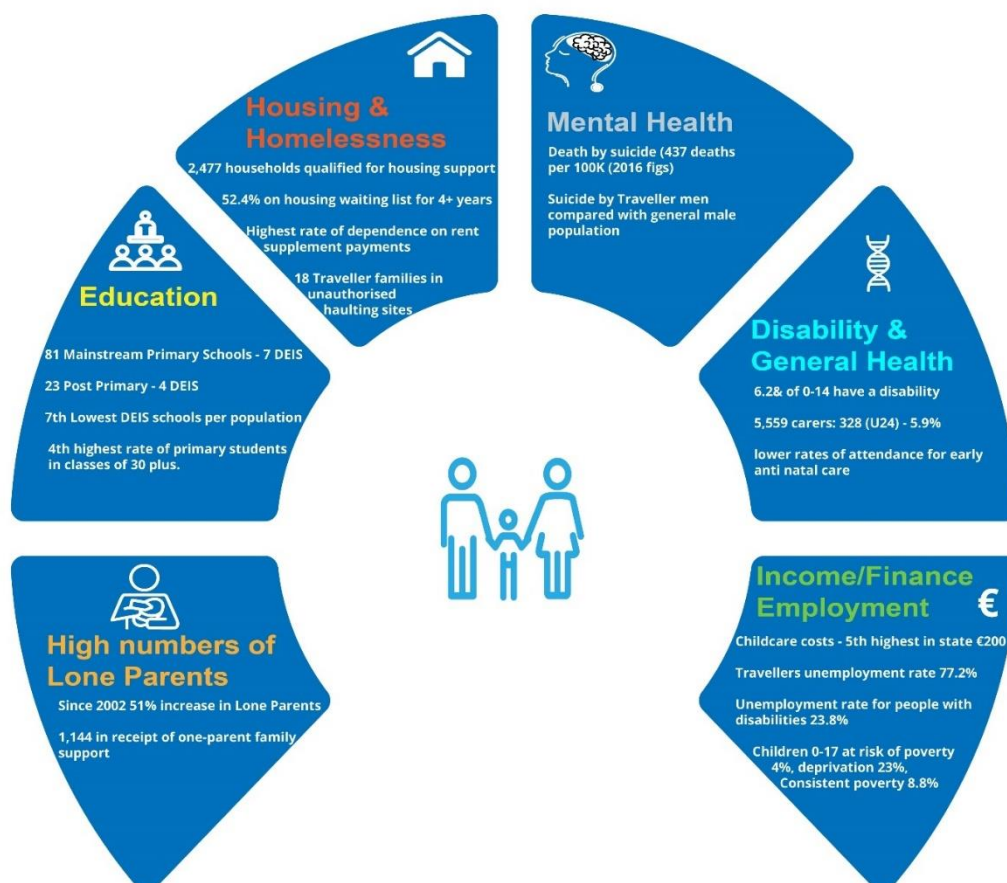 Housing &
Homelessness
2,477 households qualified for housing support
52.4% on housing waiting list for 4+ years
Highest rate of dependence on rent
supplement payments
18 Traveller families in
unauthorised
haulting sites
Mental Health
Death by suicide (437 deaths
per 100K (2016 figs)
Suicide by Traveller men
compared with general male
population
Education
81 Mainstream Primary Schools - 7 DEIS
23 Post Primary - 4 DEIS
7th Lowest DEIS schools per population
4th highest rate of primary students
in classes of 30 plus.
Disability &
General Health
6.2& of 0-14 have a disability
5,559 carers: 328 (U24) - 5.9%
lower rates of attendance for early
anti natal care
High numbers of
Lone Parents
Since 2002 51% increase in Lone Parents
1,144 in receipt of one-parent family
support
Income/Finance
Employment €
Childcare costs - 5th highest in state €200
Travellers unemployment rate 77.2%
Unemployment rate for people with
disabilities 23.8%
Children 0-17 at risk of poverty
4%, deprivation 23%,
Consistent poverty 8.8%